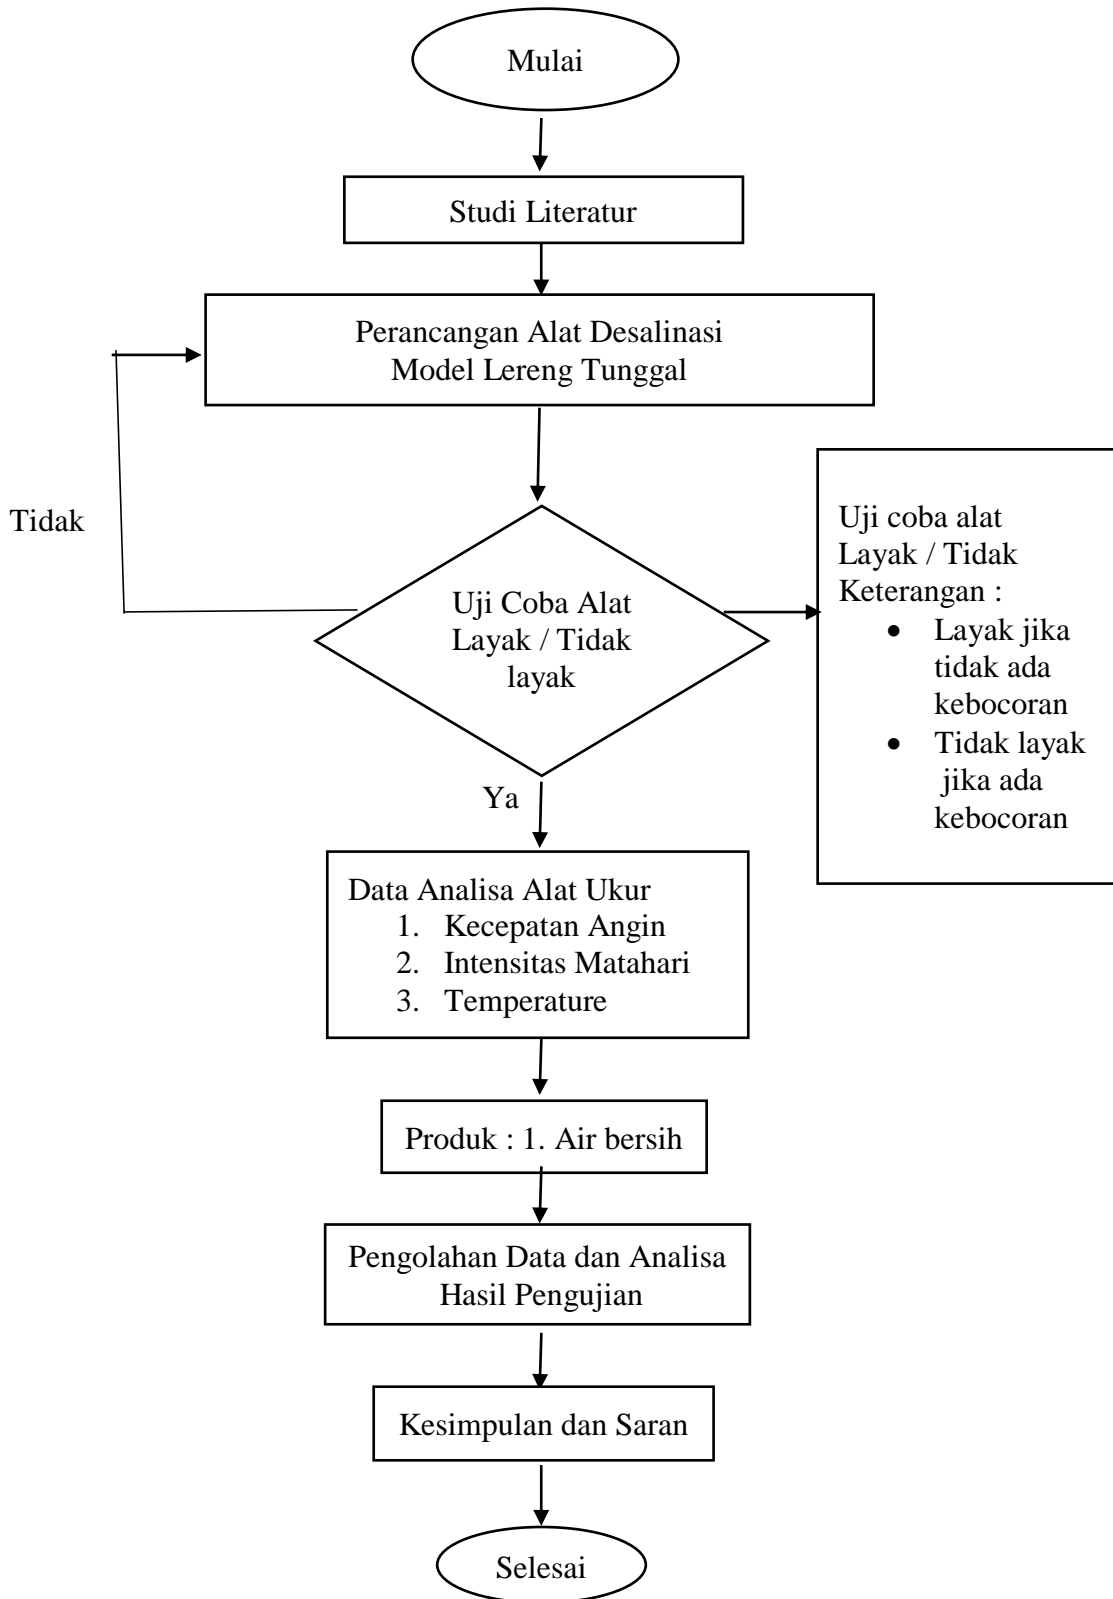 Mulai
Studi Literatur
Perancangan Alat Desalinasi
Model Lereng Tunggal
Tidak
Uji Coba Alat
Layak / Tidak
layak
Uji coba alat
Layak / Tidak
Keterangan :
• Layak jika
tidak ada
kebocoran
• Tidak layak
jika ada
kebocoran
Ya
Data Analisa Alat Ukur
1. Kecepatan Angin
2. Intensitas Matahari
3. Temperature
Produk : 1. Air bersih
Pengolahan Data dan Analisa
Hasil Pengujian
Kesimpulan dan Saran
Selesai